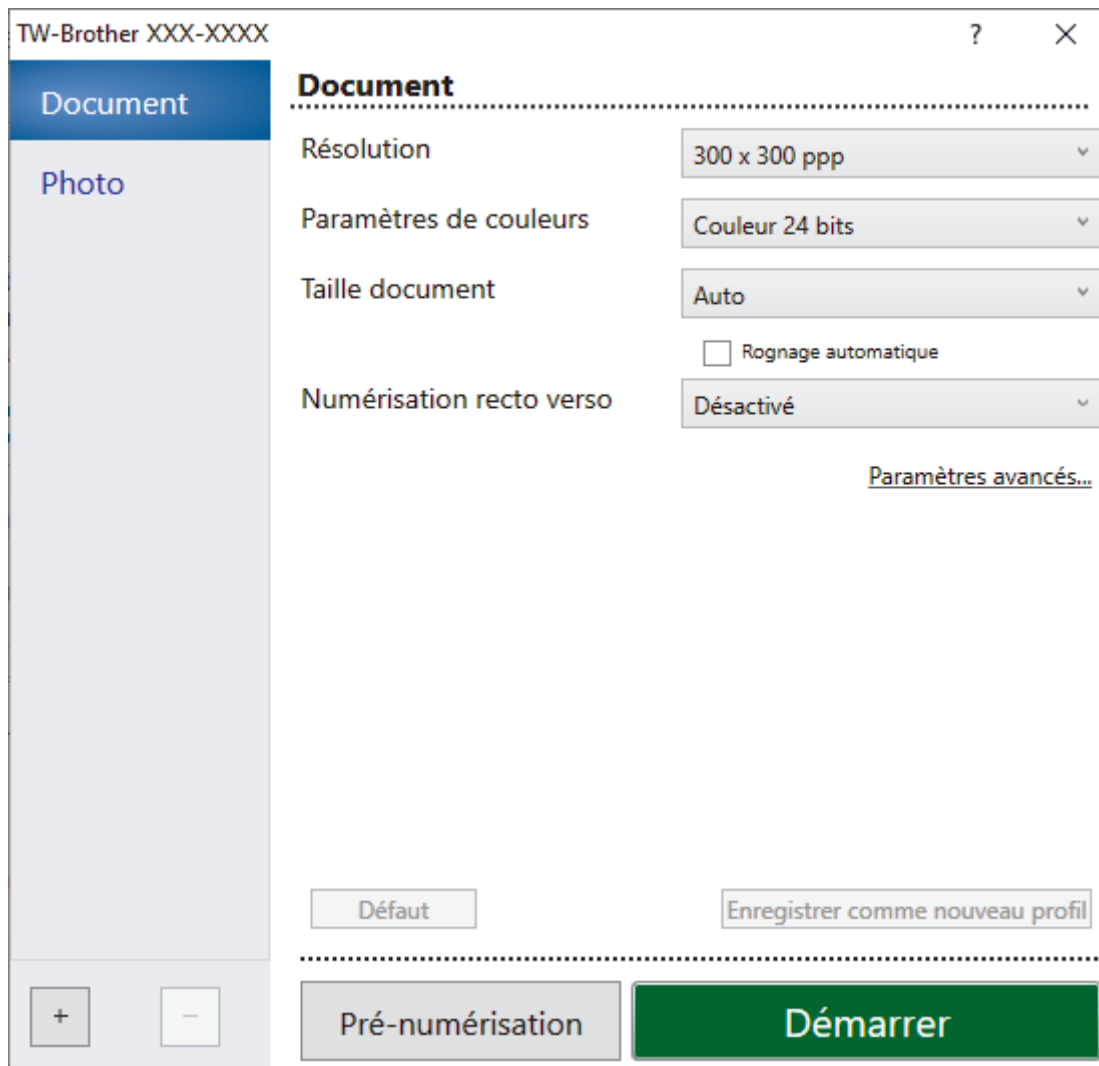 TW-Brother XXX-XXXX
?
Document
Photo
Document
Résolution
300 x 300 ppp
Paramètres de couleurs
Couleur 24 bits
Taille document
Auto
Rognage automatique
Numérisation recto verso
Désactivé
Paramètres avancés...
Défaut
Enregistrer comme nouveau profil
+
−
Pré-numérisation
Démarrer